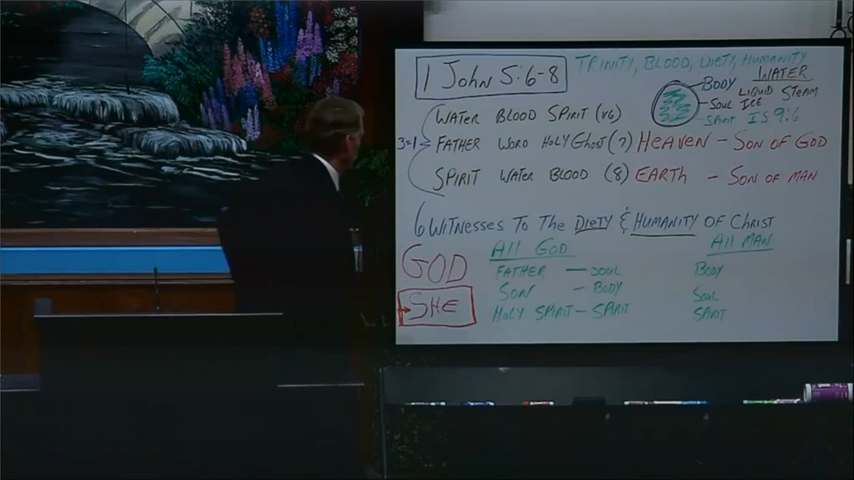 1 JOHN 5:6-8
TRINITY, BLOOD, DIETY, HUMANITY
BODY
SOUL
SPIRIT
WATER
LIQUID STEAM
ICE
IS 9:6
WATER BLOOD SPIRIT (V6)
3=1
FATHER WORD HOLY GHOST (7) HEAVEN - SON OF GOD
SPIRIT WATER BLOOD (8) EARTH - SON OF MAN
6 WITNESSES TO THE DIETY & HUMANITY OF CHRIST
GOD
SHE
ALL GOD
FATHER - SOUL
SON - BODY
HOLY SPIRIT - SPIRIT
ALL MAN
BODY
SOUL
SPIRIT